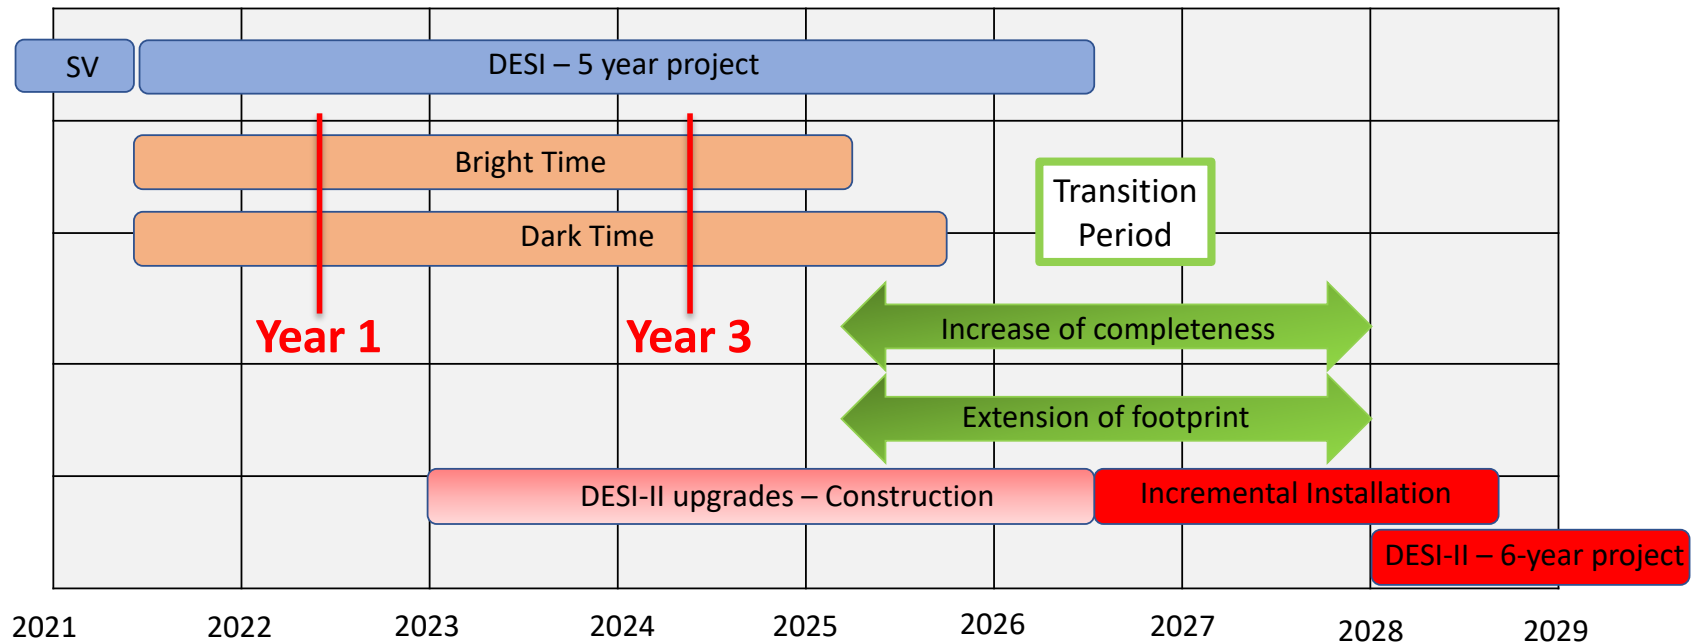 SV
DESI – 5 year project
Bright Time
Dark Time
Transition
Period
Year 1
Year 3
Increase of completeness
Extension of footprint
DESI-II upgrades – Construction
Incremental Installation
DESI-II – 6-year project
2021
2022
2023
2024
2025
2026
2027
2028
2029